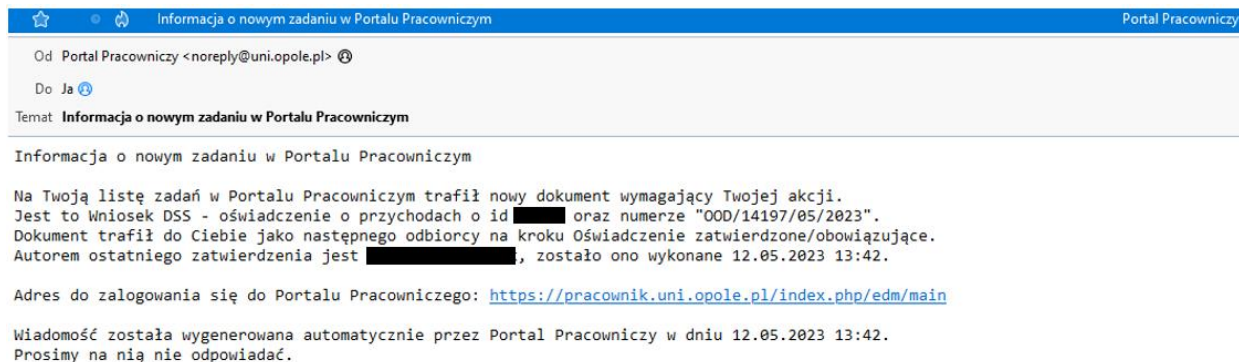 Informacja o nowym zadaniu w Portalu Pracowniczym Portal Pracowniczy
Od Portal Pracowniczy <noreply@uni.opole.pl>
Do Ja
Temat Informacja o nowym zadaniu w Portalu Pracowniczym
Informacja o nowym zadaniu w Portalu Pracowniczym
Na Twoją listę zadań w Portalu Pracowniczym trafił nowy dokument wymagający Twojej akcji.
Jest to Wniosek DSS - oświadczenie o przychodach o id oraz numerze "OOD/14197/05/2023".
Dokument trafił do Ciebie jako następnego odbiorcy na kroku Oświadczenie zatwierdzone/obowiązujące.
Autorem ostatniego zatwierdzenia jest , zostało ono wykonane 12.05.2023 13:42.
Adres do zalogowania się do Portalu Pracowniczego: https://pracownik.uni.opole.pl/index.php/edm/main
Wiadomość została wygenerowana automatycznie przez Portal Pracowniczy w dniu 12.05.2023 13:42.
Prosimy na nią nie odpowiadać.